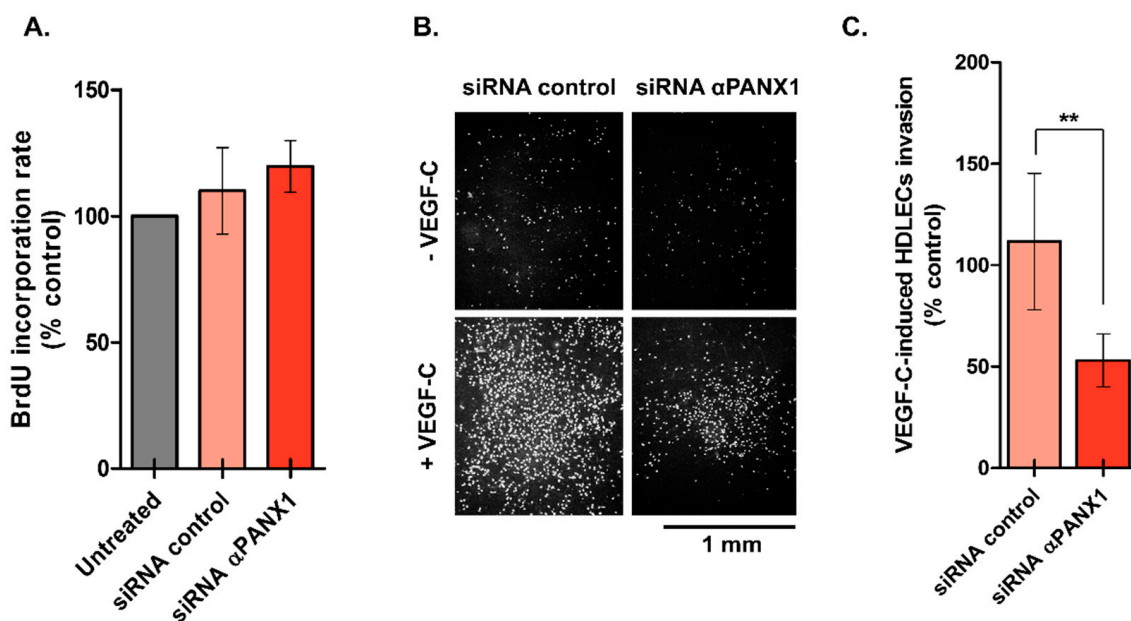 A.
BrdU incorporation rate
(% control)
150
100
50
0
Untreated
siRNA control
siRNA αPANX1
B.
siRNA control
siRNA αPANX1
- VEGF-C
+ VEGF-C
1 mm
C.
VEGF-C-induced HDLECs invasion
(% control)
200
150
100
50
0
**
siRNA control
siRNA αPANX1